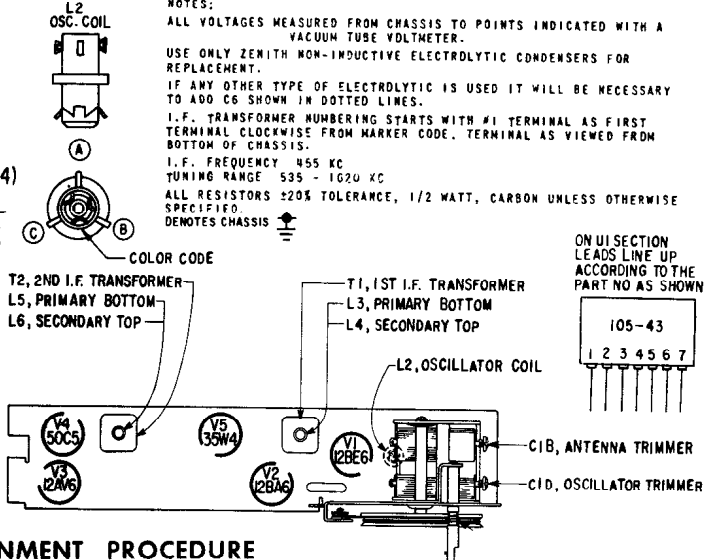 L2
OSC. COIL
NOTES:
ALL VOLTAGES MEASURED FROM CHASSIS TO POINTS INDICATED WITH A
VACUUM TUBE VOLTMETER.
USE ONLY ZENITH NON-INDUCTIVE ELECTROLYTIC CONDENSERS FOR
REPLACEMENT.
IF ANY OTHER TYPE OF ELECTROLYTIC IS USED IT WILL BE NECESSARY
TO ADD C6 SHOWN IN DOTTED LINES.
I.F. TRANSFORMER NUMBERING STARTS WITH #1 TERMINAL AS FIRST
TERMINAL CLOCKWISE FROM MARKER CODE. TERMINAL AS VIEWED FROM
BOTTOM OF CHASSIS.
I.F. FREQUENCY 455 KC
TUNING RANGE 535 - 1620 KC
ALL RESISTORS ±20% TOLERANCE, 1/2 WATT, CARBON UNLESS OTHERWISE
SPECIFIED.
DENOTES CHASSIS
A
4)
C
B
COLOR CODE
ON U1 SECTION
LEADS LINE UP
ACCORDING TO THE
PART NO AS SHOWN
105-43
1 2 3 4 5 6 7
T2, 2ND I.F. TRANSFORMER
L5, PRIMARY BOTTOM
L6, SECONDARY TOP
T1, 1ST I.F. TRANSFORMER
L3, PRIMARY BOTTOM
L4, SECONDARY TOP
L2, OSCILLATOR COIL
V4
50C5
V5
35W4
V1
12BE6
V3
12AV6
V2
12BA6
C1B, ANTENNA TRIMMER
C1D, OSCILLATOR TRIMMER
NMENT PROCEDURE